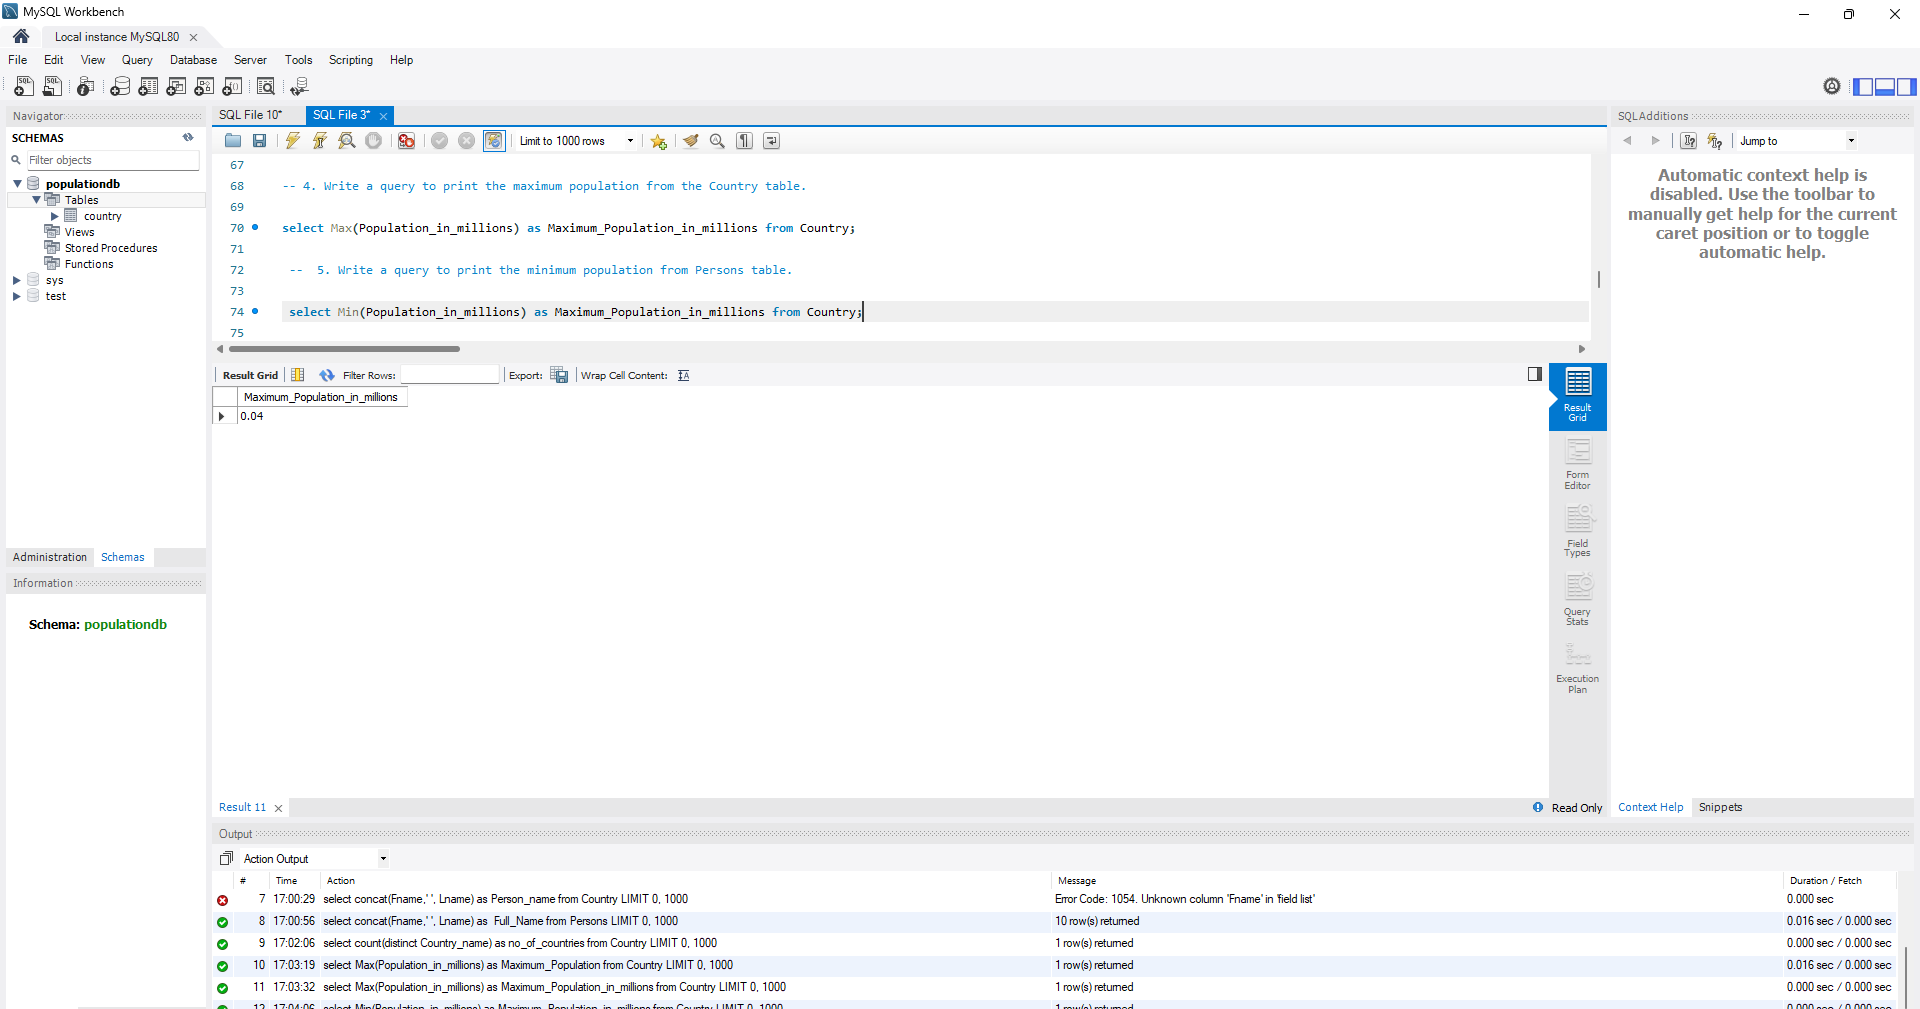 MySQL Workbench
Local instance MySQL80
File Edit View Query Database Server Tools Scripting Help
Navigator
SCHEMAS
Filter objects
populationdb
Tables
country
Views
Stored Procedures
Functions
sys
test
Administration Schemas
Information
Schema: populationdb
SQL File 10* SQL File 3*
Limit to 1000 rows
67
68 -- 4. Write a query to print the maximum population from the Country table.
69
70 select Max(Population_in_millions) as Maximum_Population_in_millions from Country;
71
72 -- 5. Write a query to print the minimum population from Persons table.
73
74 select Min(Population_in_millions) as Maximum_Population_in_millions from Country;
75
Result Grid Filter Rows: Export: Wrap Cell Content:
Maximum_Population_in_millions
0.04
Result Grid
Form Editor
Field Types
Query Stats
Execution Plan
Result 11
Read Only
SQLAdditions
Jump to
Automatic context help is
disabled. Use the toolbar to
manually get help for the current
caret position or to toggle
automatic help.
Context Help Snippets
Output
Action Output
# Time Action Message Duration / Fetch
7 17:00:29 select concat(Fname,' ', Lname) as Person_name from Country LIMIT 0, 1000 Error Code: 1054. Unknown column 'Fname' in 'field list' 0.000 sec
8 17:00:56 select concat(Fname,' ', Lname) as Full_Name from Persons LIMIT 0, 1000 10 row(s) returned 0.016 sec / 0.000 sec
9 17:02:06 select count(distinct Country_name) as no_of_countries from Country LIMIT 0, 1000 1 row(s) returned 0.000 sec / 0.000 sec
10 17:03:19 select Max(Population_in_millions) as Maximum_Population from Country LIMIT 0, 1000 1 row(s) returned 0.016 sec / 0.000 sec
11 17:03:32 select Max(Population_in_millions) as Maximum_Population_in_millions from Country LIMIT 0, 1000 1 row(s) returned 0.000 sec / 0.000 sec
12 17:04:06 select Min(Population_in_millions) as Maximum_Population_in_millions from Country LIMIT 0, 1000 1 row(s) returned 0.000 sec / 0.000 sec